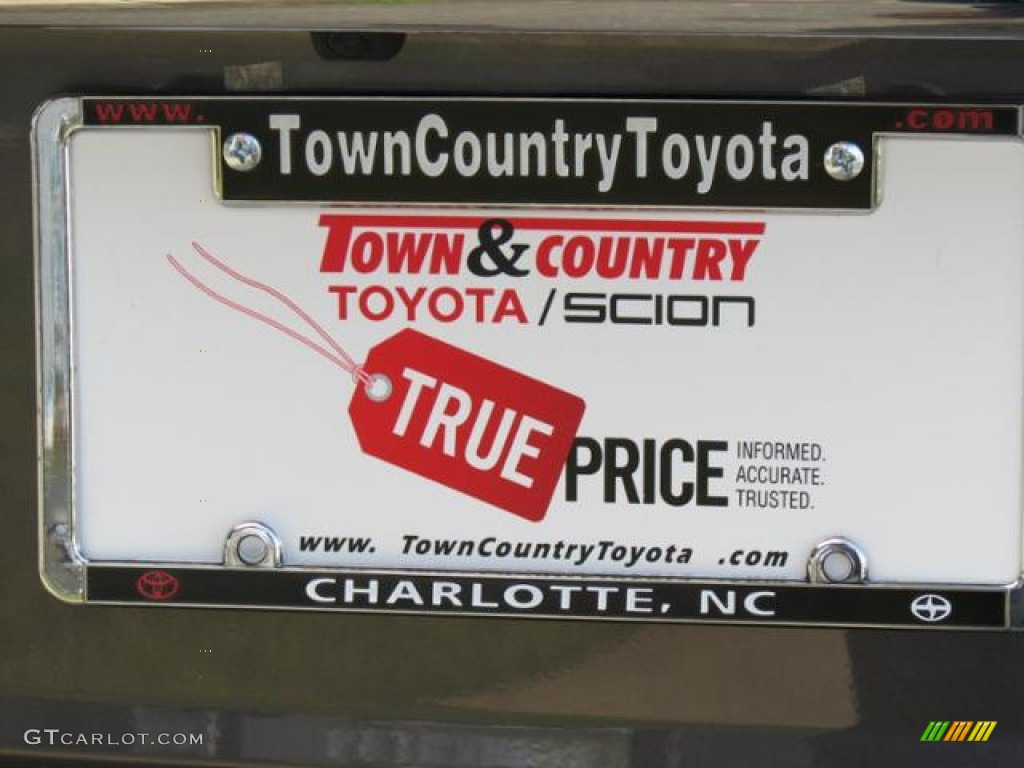 www. TownCountryToyota .com
TOWN & COUNTRY
TOYOTA / SCION
TRUE PRICE
INFORMED.
ACCURATE.
TRUSTED.
www. TownCountryToyota .com
CHARLOTTE, NC
GTCARLOT.COM